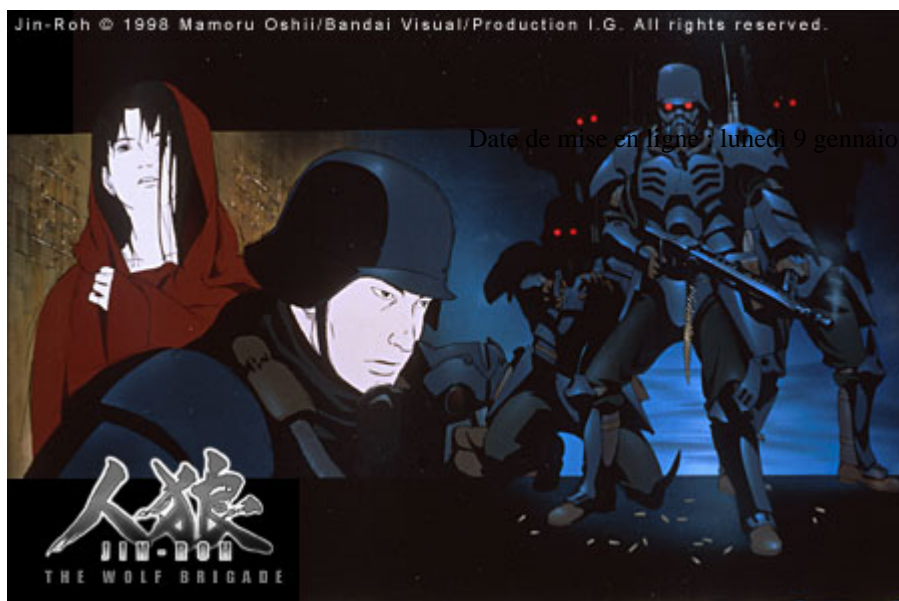 Jin-Roh © 1998 Mamoru Oshii/Bandai Visual/Production I.G. All rights reserved.
Date de mise en ligne : lunedì 9 gennaio
人狼
JIN-ROH
THE WOLF BRIGADE